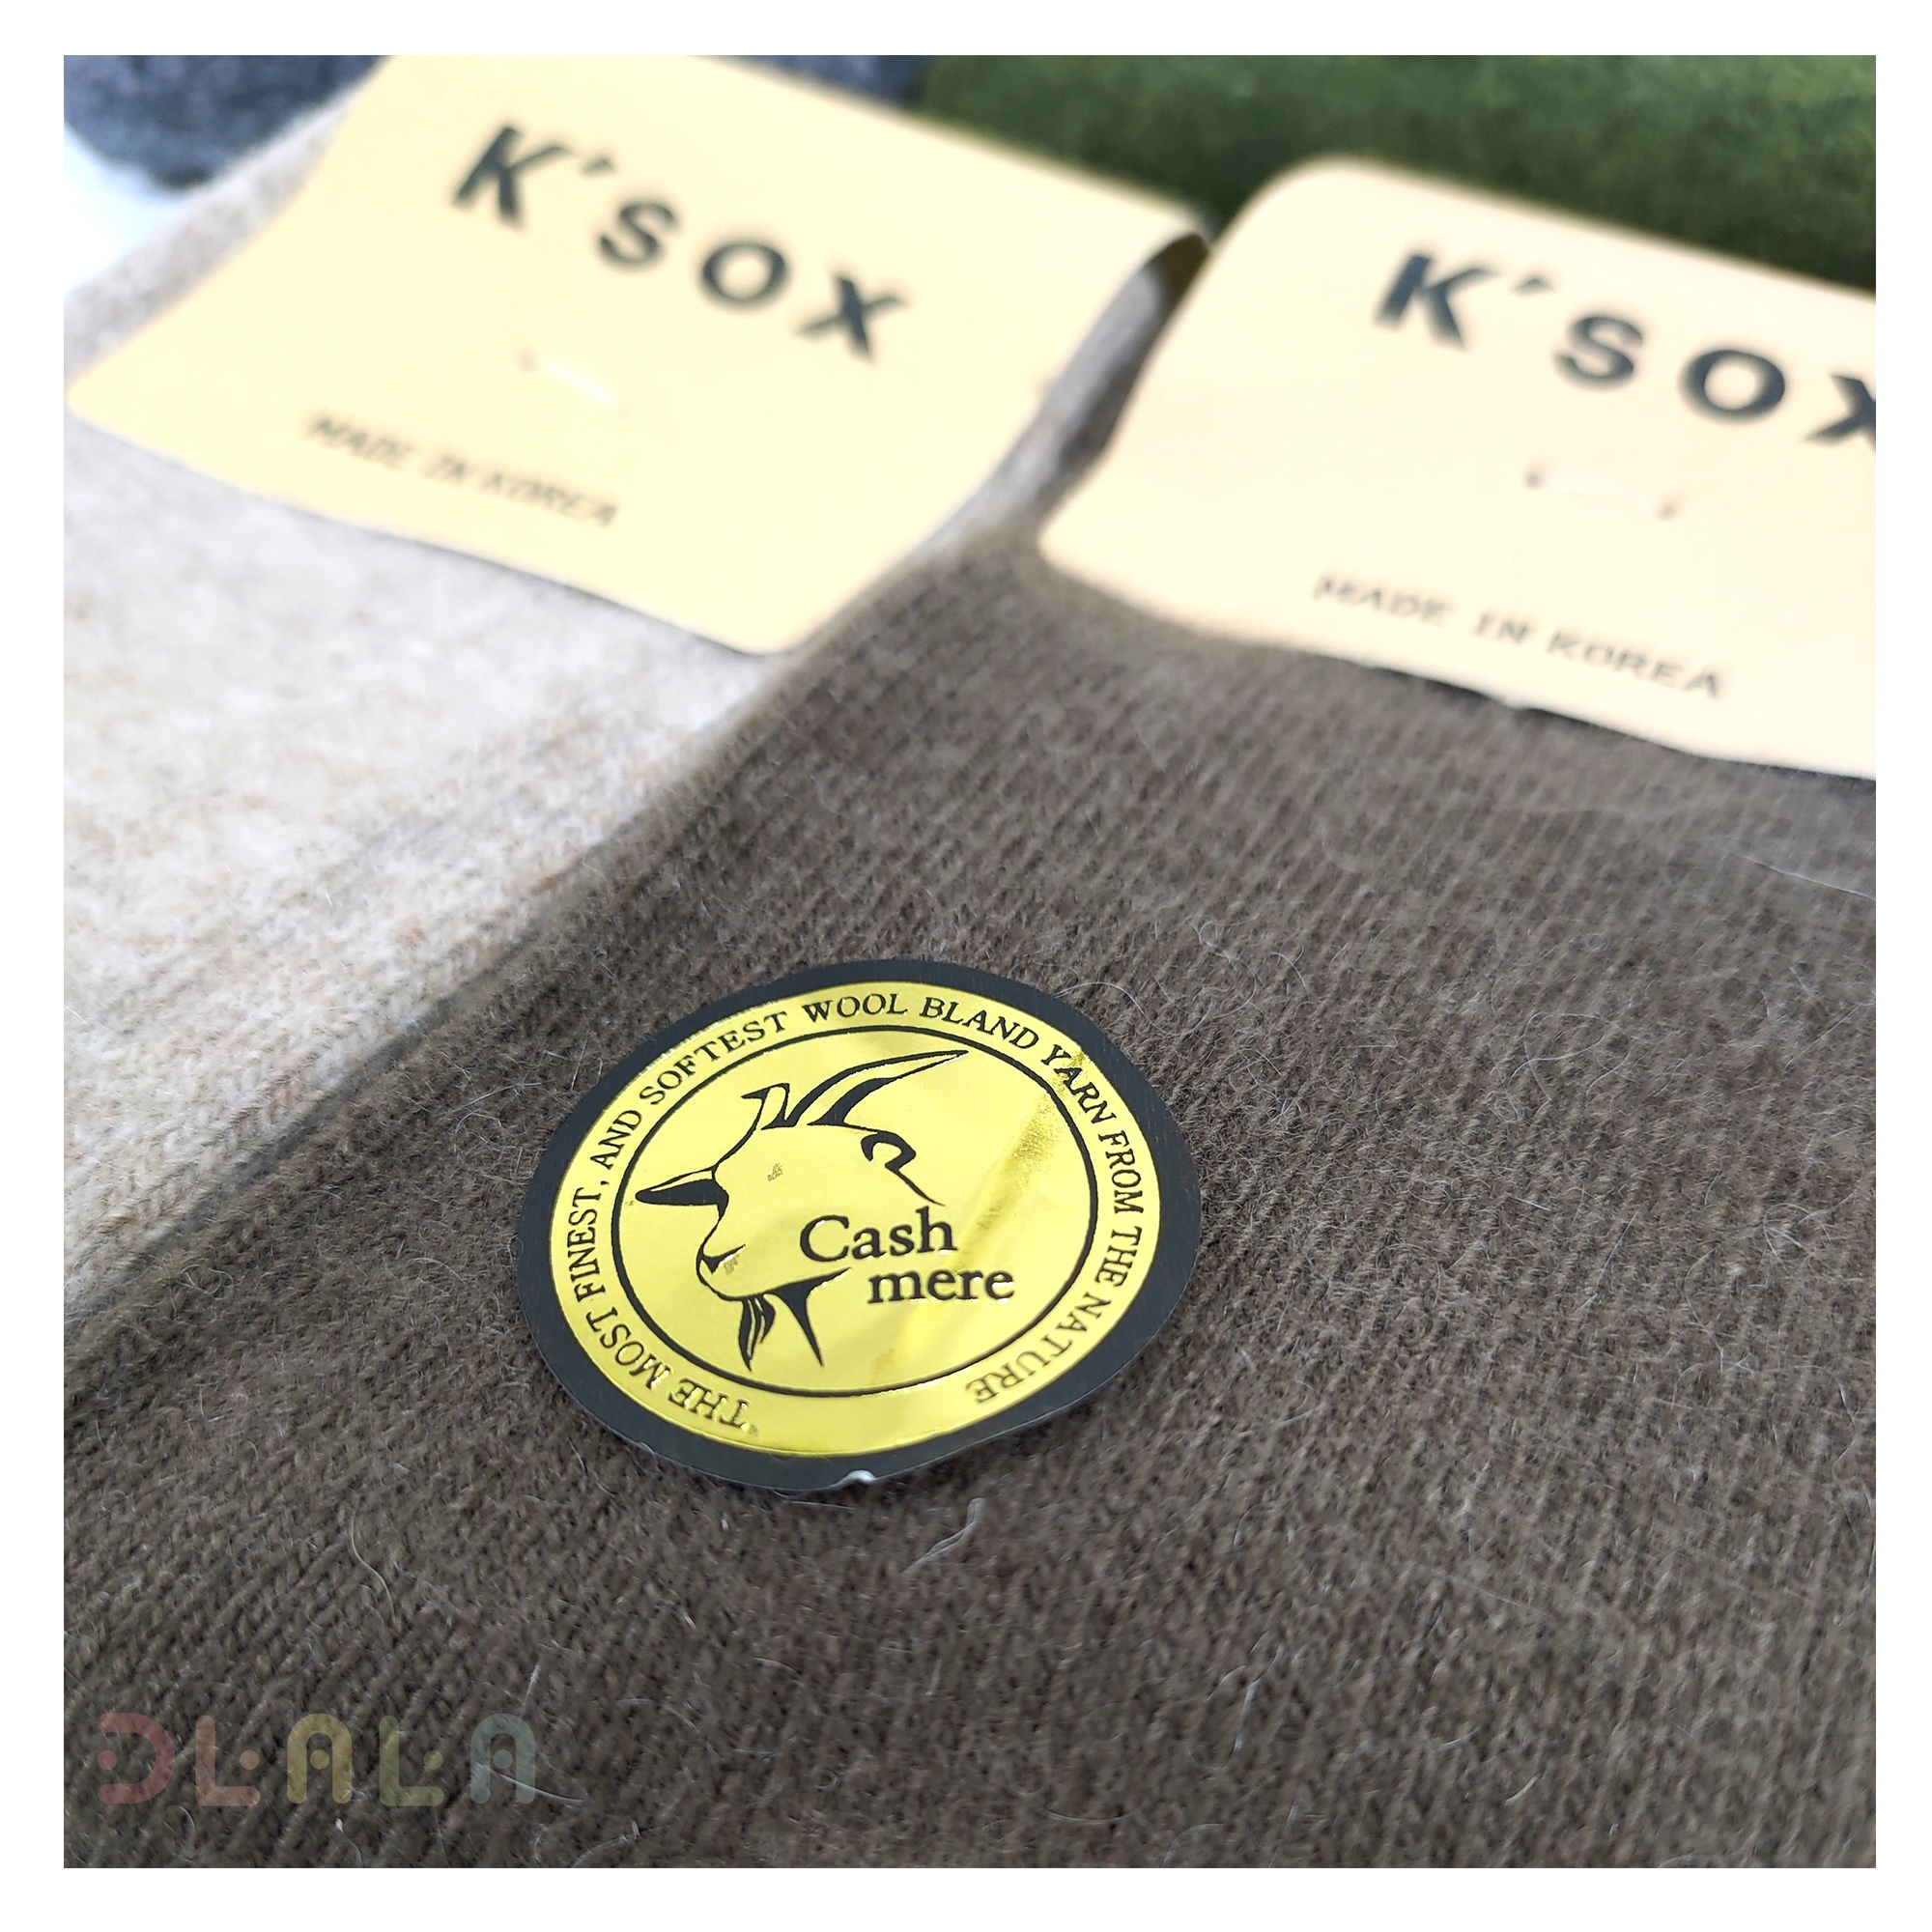 K'SOX
MADE IN KOREA
K'SOX
MADE IN KOREA
THE MOST FINEST, AND SOFTEST WOOL BLAND YARN FROM THE NATURE
Cash
mere
DLALA